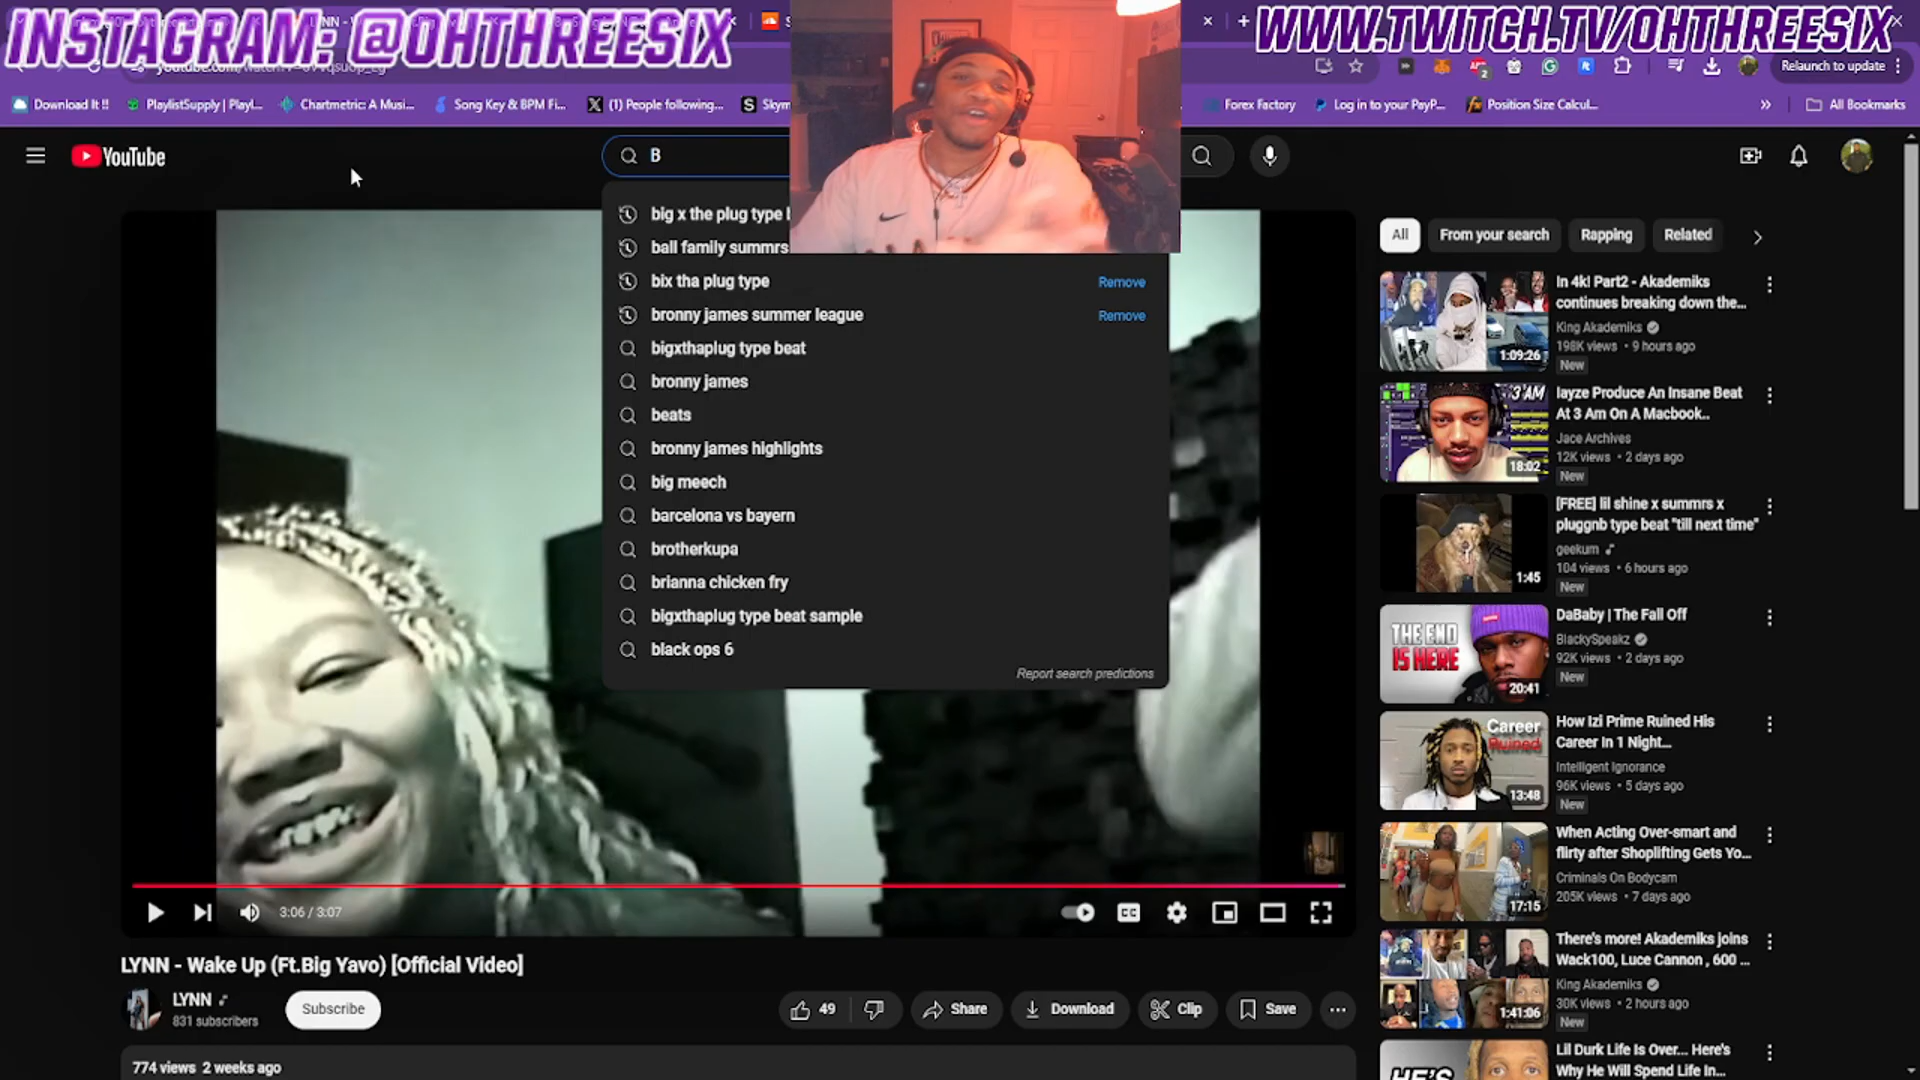 INSTAGRAM: @OHTHREESIX
WWW.TWITCH.TV/OHTHREESIX
Relaunch to update
Download It !!
PlaylistSupply | Playl...
Chartmetric: A Musi...
Song Key & BPM Fi...
(1) People following...
Forex Factory
Log in to your PayP...
Position Size Calcul...
All Bookmarks
YouTube
B
big x the plug type
ball family summrs
bix tha plug type
Remove
bronny james summer league
Remove
bigxthaplug type beat
bronny james
beats
bronny james highlights
big meech
barcelona vs bayern
brotherkupa
brianna chicken fry
bigxthaplug type beat sample
black ops 6
Report search predictions
3:06 / 3:07
CC
LYNN - Wake Up (Ft.Big Yavo) [Official Video]
LYNN
831 subscribers
Subscribe
49
Share
Download
Clip
Save
774 views 2 weeks ago
All
From your search
Rapping
Related
In 4k! Part2 - Akademiks
continues breaking down the...
King Akademiks
198K views • 9 hours ago
New
1:09:26
Iayze Produce An Insane Beat
At 3 Am On A Macbook..
Jace Archives
12K views • 2 days ago
New
3'AM
18:02
[FREE] lil shine x summrs x
pluggnb type beat "till next time"
geekum
104 views • 6 hours ago
New
1:45
DaBaby | The Fall Off
BlackySpeakz
92K views • 2 days ago
New
THE END
IS HERE
20:41
How Izi Prime Ruined His
Career In 1 Night...
Intelligent Ignorance
96K views • 5 days ago
New
Career
Ruined
13:48
When Acting Over-smart and
flirty after Shoplifting Gets Yo...
Criminals On Bodycam
205K views • 7 days ago
17:15
There's more! Akademiks joins
Wack100, Luce Cannon , 600 ...
King Akademiks
30K views • 2 hours ago
New
1:41:06
Lil Durk Life Is Over... Here's
Why He Will Spend Life In...
HE'S